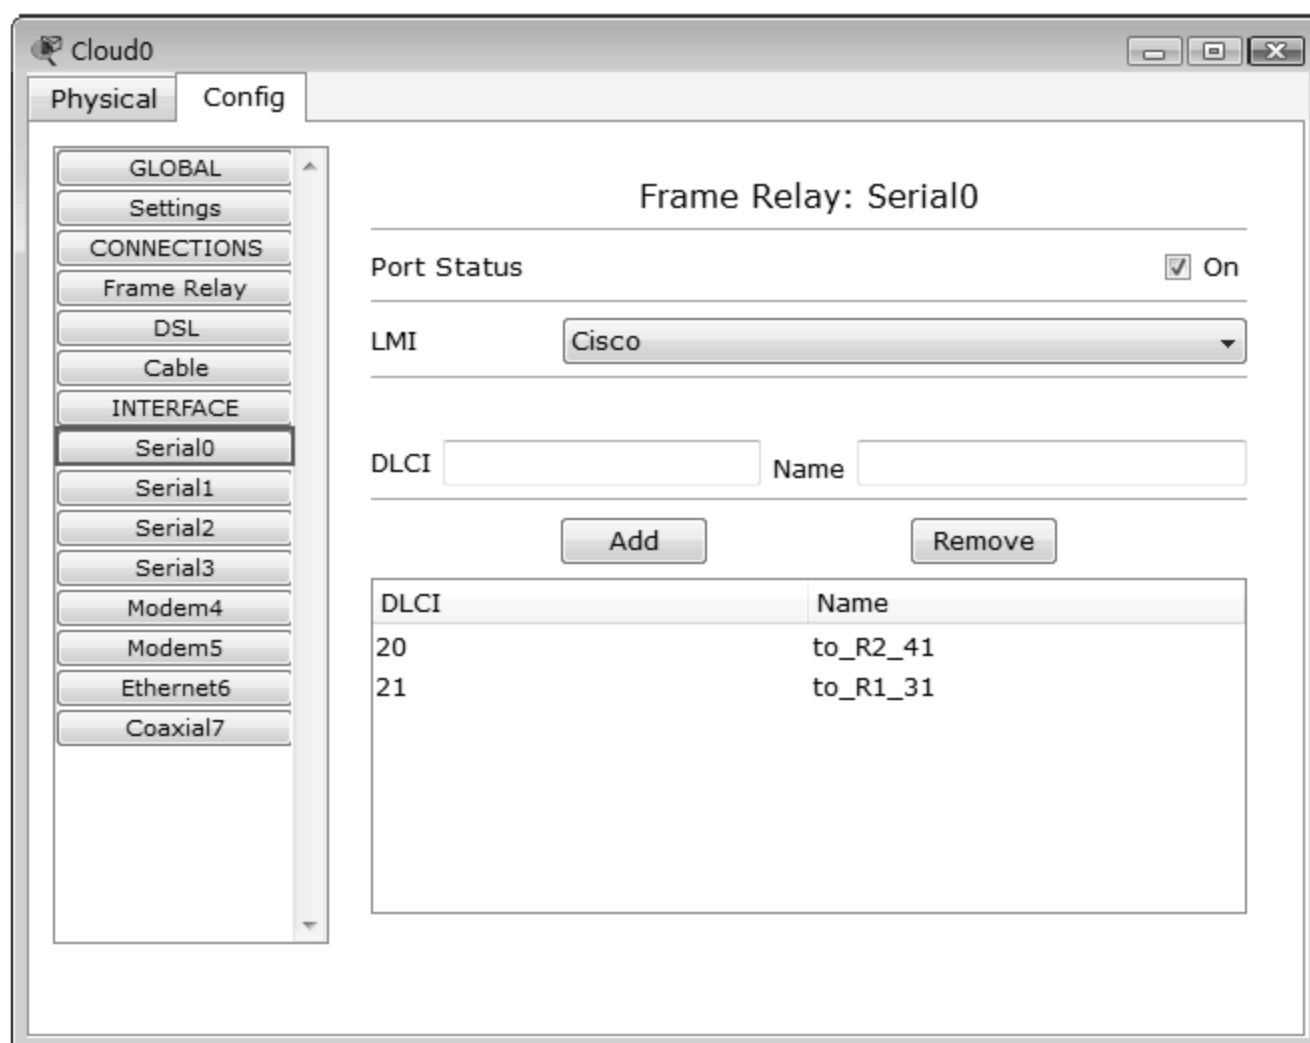 Cloud0
Physical
Config
GLOBAL
Settings
CONNECTIONS
Frame Relay
DSL
Cable
INTERFACE
Serial0
Serial1
Serial2
Serial3
Modem4
Modem5
Ethernet6
Coaxial7
Frame Relay: Serial0
Port Status On
LMI Cisco
DLCI Name
Add Remove
DLCI Name
20 to_R2_41
21 to_R1_31